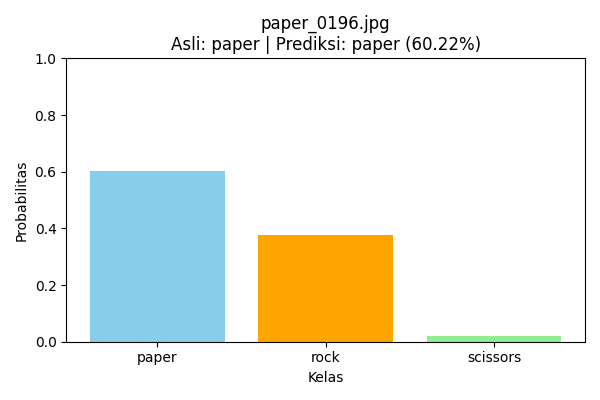 paper_0196.jpg
Asli: paper | Prediksi: paper (60.22%)
1.0
0.8
0.6
0.4
0.2
0.0
Probabilitas
paper
rock
scissors
Kelas